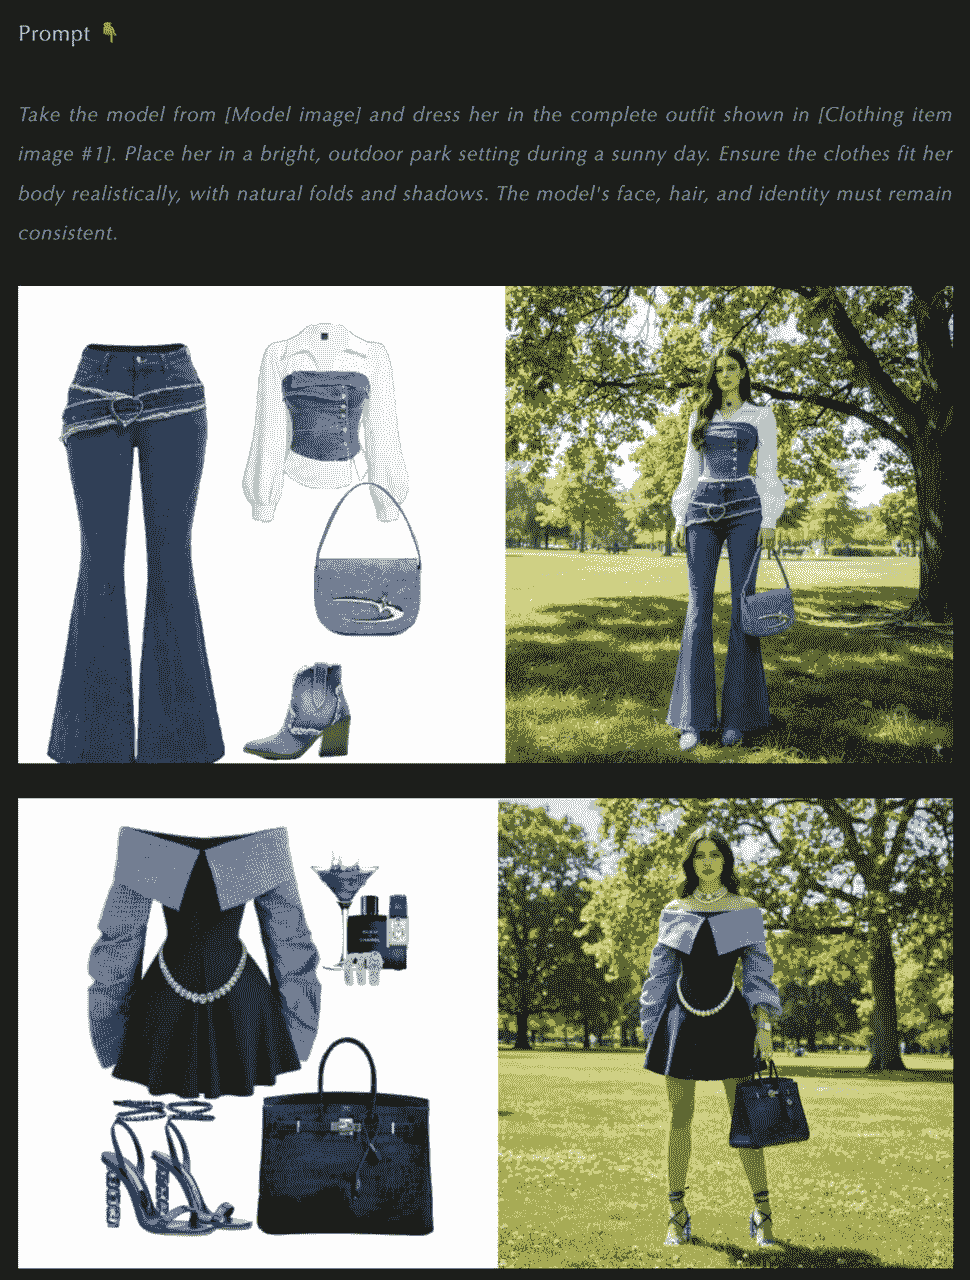 Prompt 👇
Take the model from [Model image] and dress her in the complete outfit shown in [Clothing item
image #1]. Place her in a bright, outdoor park setting during a sunny day. Ensure the clothes fit her
body realistically, with natural folds and shadows. The model's face, hair, and identity must remain
consistent.
CHANEL